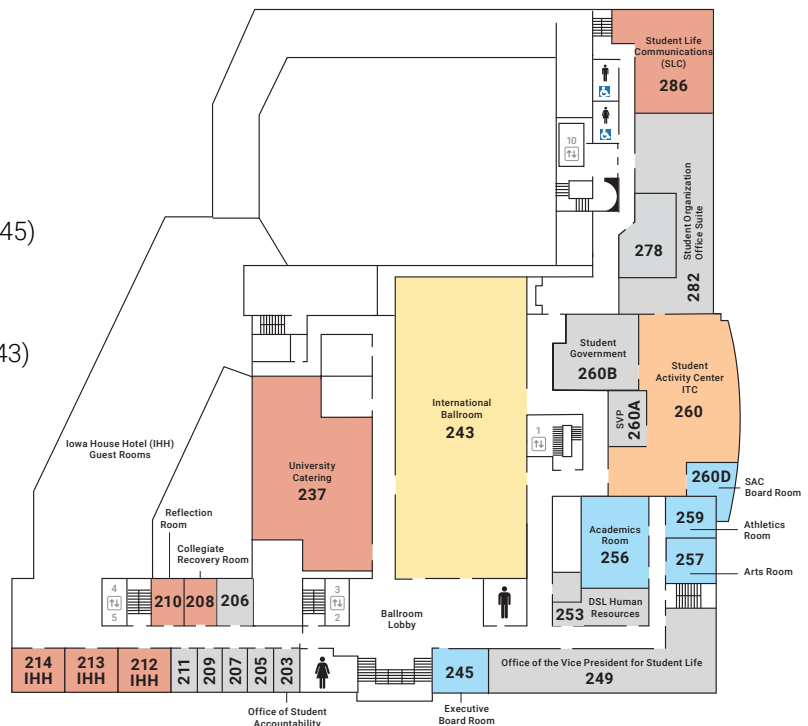 Student Life
Communications
(SLC)
286
10
45)
Student Organization
Office Suite
278
282
43)
Student
Government
260B
Student
Activity Center
ITC
260
SVP
260A
International
Ballroom
243
1
Iowa House Hotel (IHH)
Guest Rooms
University
Catering
237
260D
SAC
Board Room
Reflection
Room
259
Athletics
Room
Academics
Room
256
Collegiate
Recovery Room
257
Arts Room
4
5
210
208
206
3
2
Ballroom
Lobby
253
DSL Human
Resources
214
IHH
213
IHH
212
IHH
211
209
207
205
203
245
Office of the Vice President for Student Life
249
Office of Student
Accountability
Executive
Board Room